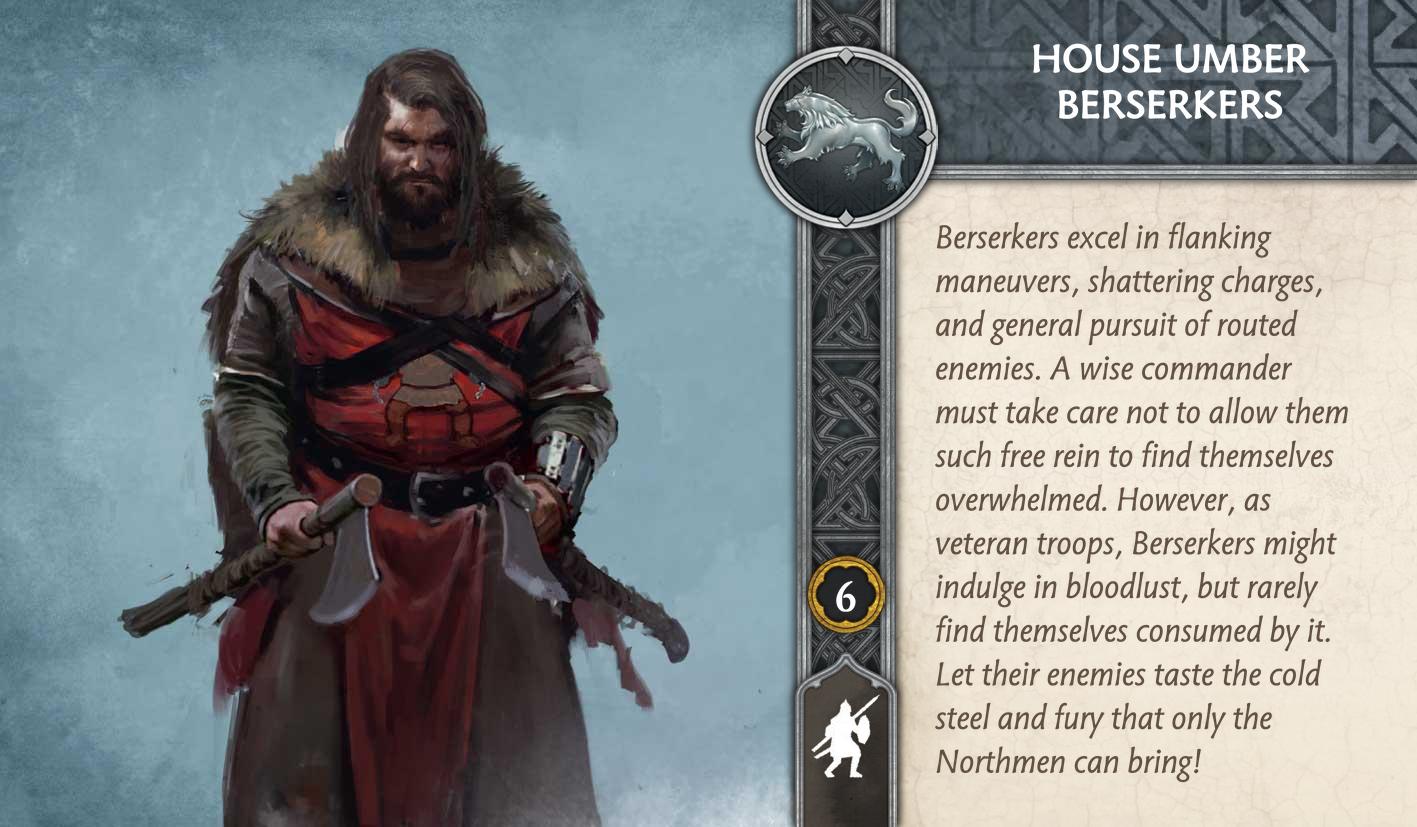 HOUSE UMBER
BERSERKERS
Berserkers excel in flanking
maneuvers, shattering charges,
and general pursuit of routed
enemies. A wise commander
must take care not to allow them
such free rein to find themselves
overwhelmed. However, as
veteran troops, Berserkers might
indulge in bloodlust, but rarely
find themselves consumed by it.
Let their enemies taste the cold
steel and fury that only the
Northmen can bring!
6